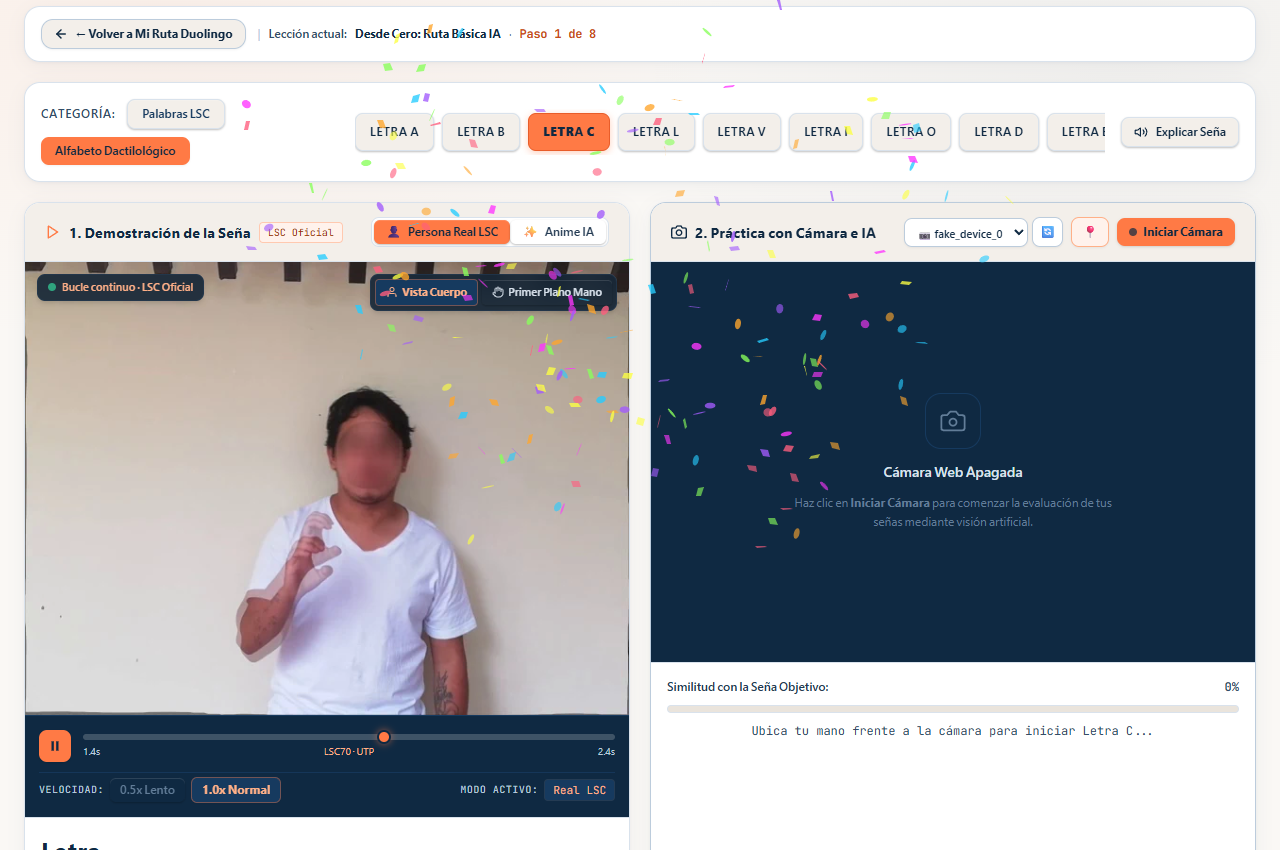 ← Volver a Mi Ruta Duolingo | Lección actual: Desde Cero: Ruta Básica IA · Paso 1 de 8
CATEGORÍA: Palabras LSC
Alfabeto Dactilológico
LETRA A LETRA B LETRA C LETRA L LETRA V LETRA I LETRA O LETRA D LETRA E
Explicar Seña
1. Demostración de la Seña LSC Oficial Persona Real LSC Anime IA
Bucle continuo · LSC Oficial Vista Cuerpo Primer Plano Mano
1.4s LSC70 · UTP 2.4s
VELOCIDAD: 0.5x Lento 1.0x Normal MODO ACTIVO: Real LSC
Letra
2. Práctica con Cámara e IA fake_device_0 Iniciar Cámara
Cámara Web Apagada
Haz clic en Iniciar Cámara para comenzar la evaluación de tus
señas mediante visión artificial.
Similitud con la Seña Objetivo: 0%
Ubica tu mano frente a la cámara para iniciar Letra C...